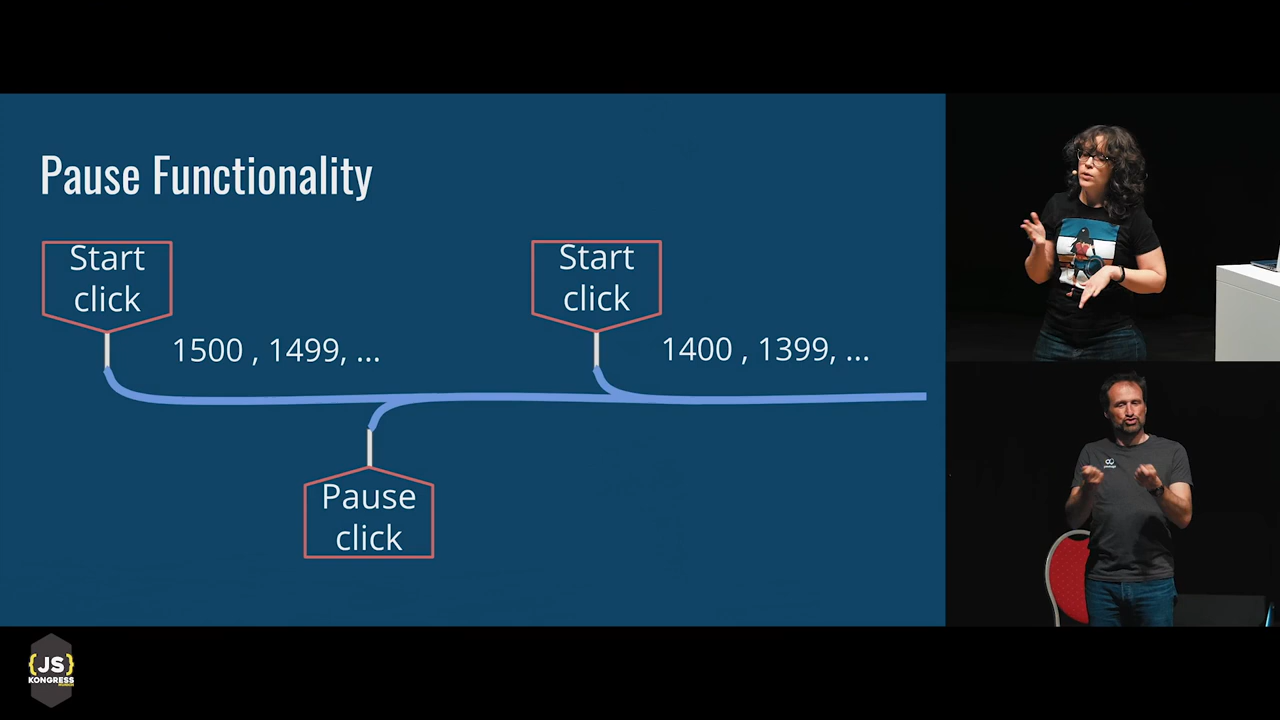 Pause Functionality
Start
click
1500 , 1499, ...
Start
click
1400 , 1399, ...
Pause
click
{JS}
KONGRESS